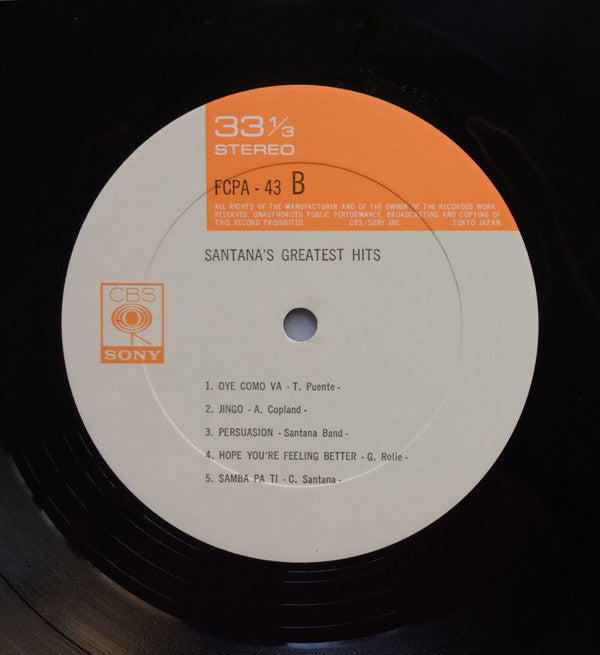 33 1/3
STEREO
FCPA - 43 B
ALL RIGHTS OF THE MANUFACTURER AND OF THE OWNER OF THE RECORDED WORK
RESERVED. UNAUTHORIZED PUBLIC PERFORMANCE, BROADCASTING AND COPYING OF
THIS RECORD PROHIBITED. CBS/SONY INC. TOKYO JAPAN
SANTANA'S GREATEST HITS
CBS
SONY
1. OYE COMO VA - T. Puente -
2. JINGO - A. Copland -
3. PERSUASION - Santana Band -
4. HOPE YOU'RE FEELING BETTER - G. Rolie -
5. SAMBA PA TI - C. Santana -